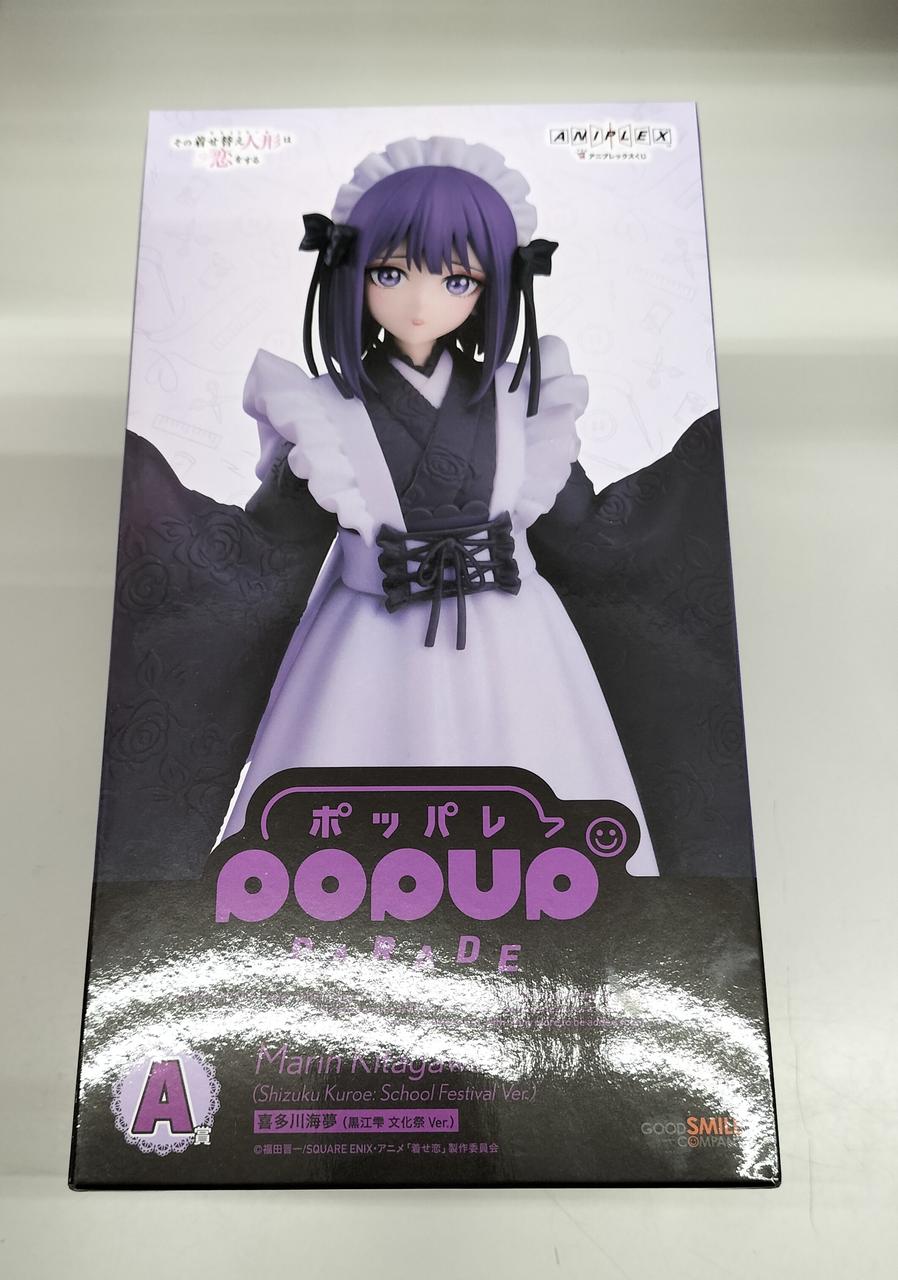 その着せ替え人形は
恋をする
ANIPLEX
アニプレックスくじ
ポッパレ
POPUP
PARADE
A賞
Marin Kitaga
(Shizuku Kuroe: School Festival Ver.)
喜多川海夢(黒江雫 文化祭 Ver.)
©福田晋一/SQUARE ENIX・アニメ「着せ恋」製作委員会
GOODSMILE
COMPANY